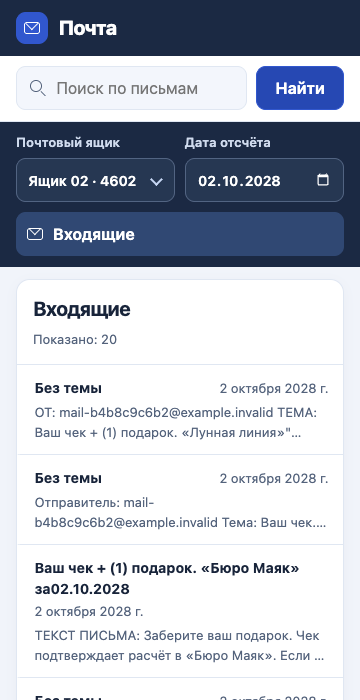 Почта
Поиск по письмам
Найти
Почтовый ящик
Дата отсчёта
Ящик 02 · 4602
02.10.2028
Входящие
Входящие
Показано: 20
Без темы
2 октября 2028 г.
ОТ: mail-b4b8c9c6b2@example.invalid ТЕМА:
Ваш чек + (1) подарок. «Лунная линия»"...
Без темы
2 октября 2028 г.
Отправитель: mail-
b4b8c9c6b2@example.invalid Тема: Ваш чек....
Ваш чек + (1) подарок. «Бюро Маяк»
за02.10.2028
2 октября 2028 г.
ТЕКСТ ПИСЬМА: Заберите ваш подарок. Чек
подтверждает расчёт в «Бюро Маяк». Если ...